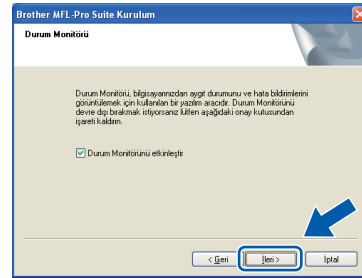 Brother MFL-Pro Suite Kurulum
Durum Monitörü
Durum Monitörü, bilgisayarınızdan aygıt durumunu ve hata bildirimlerini
görüntülemek için kullanılan bir yazılım aracıdır. Durum Monitörünü
devre dışı bırakmak istiyorsanız lütfen aşağıdaki onay kutusundan
işareti kaldırın.
Durum Monitörünü etkinleştir
< Geri
İleri >
İptal